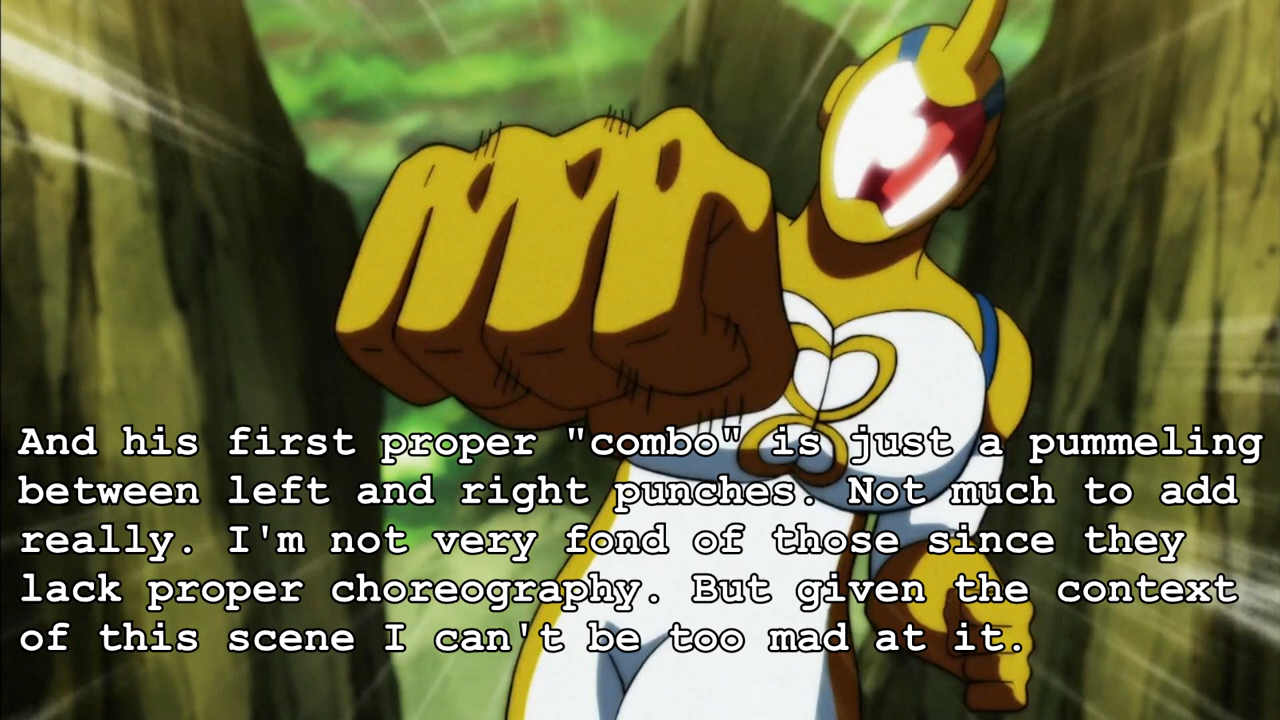 And his first proper "combo" is just a pummeling
between left and right punches. Not much to add
really. I'm not very fond of those since they
lack proper choreography. But given the context
of this scene I can't be too mad at it.